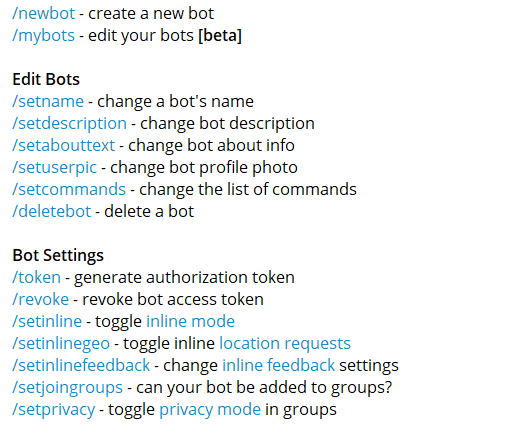 /newbot - create a new bot
/mybots - edit your bots [beta]
Edit Bots
/setname - change a bot's name
/setdescription - change bot description
/setabouttext - change bot about info
/setuserpic - change bot profile photo
/setcommands - change the list of commands
/deletebot - delete a bot
Bot Settings
/token - generate authorization token
/revoke - revoke bot access token
/setinline - toggle inline mode
/setinlinegeo - toggle inline location requests
/setinlinefeedback - change inline feedback settings
/setjoingroups - can your bot be added to groups?
/setprivacy - toggle privacy mode in groups